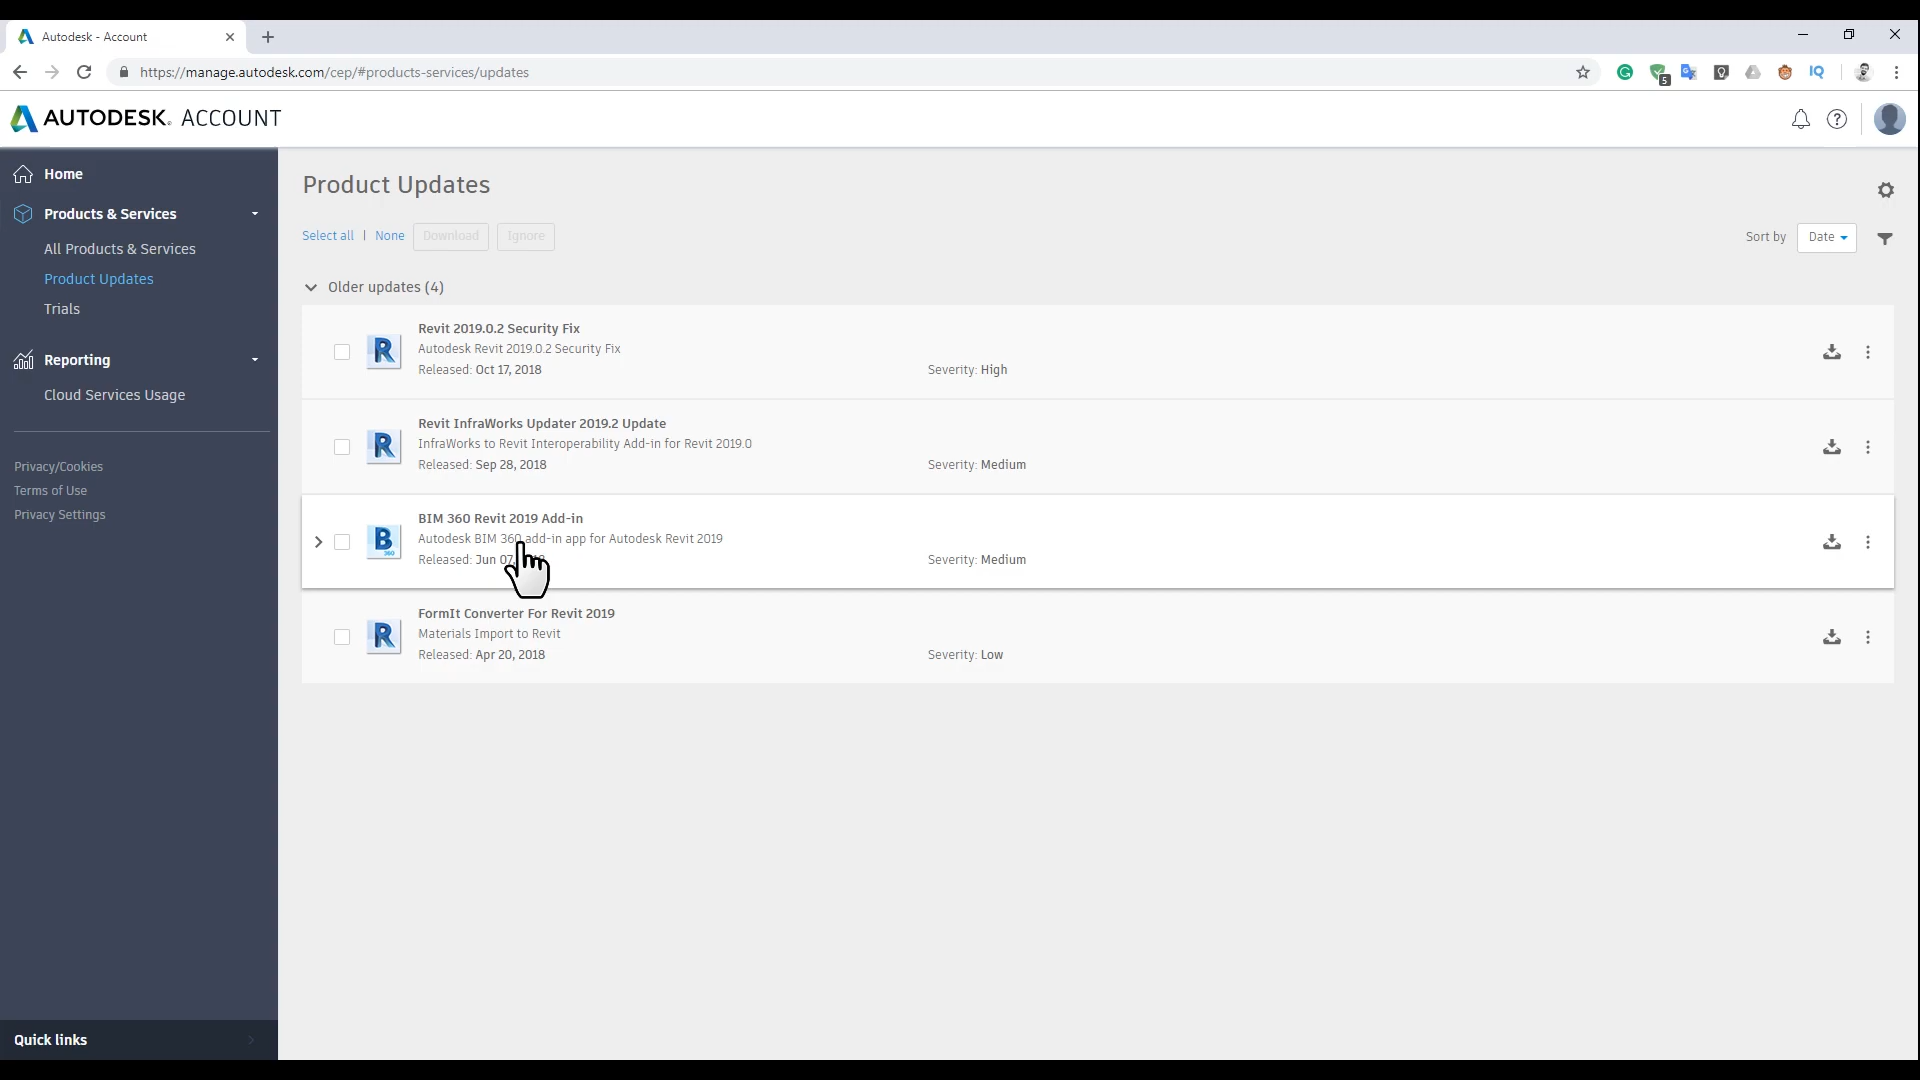 Autodesk - Account
https://manage.autodesk.com/cep/#products-services/updates
5
IQ
AUTODESK. ACCOUNT
Home
Products & Services
All Products & Services
Product Updates
Trials
Reporting
Cloud Services Usage
Privacy/Cookies
Terms of Use
Privacy Settings
Quick links
Product Updates
Select all | None Download Ignore
Sort by Date
Older updates (4)
Revit 2019.0.2 Security Fix
Autodesk Revit 2019.0.2 Security Fix
Released: Oct 17, 2018 Severity: High
Revit InfraWorks Updater 2019.2 Update
InfraWorks to Revit Interoperability Add-in for Revit 2019.0
Released: Sep 28, 2018 Severity: Medium
BIM 360 Revit 2019 Add-in
Autodesk BIM 360 add-in app for Autodesk Revit 2019
Released: Jun 07, Severity: Medium
FormIt Converter For Revit 2019
Materials Import to Revit
Released: Apr 20, 2018 Severity: Low